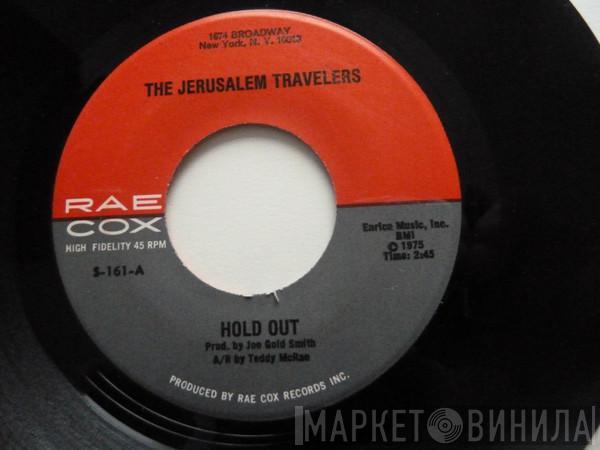 1674 BROADWAY
New York, N. Y. 10013
THE JERUSALEM TRAVELERS
RAE
COX
HIGH FIDELITY 45 RPM
S-161-A
Enrica Music, Inc.
BMI
© 1975
Time: 2:45
HOLD OUT
Prod. by Joe Gold Smith
A/R by Teddy McRae
PRODUCED BY RAE COX RECORDS INC.
МАРКЕТ ВИНИЛА